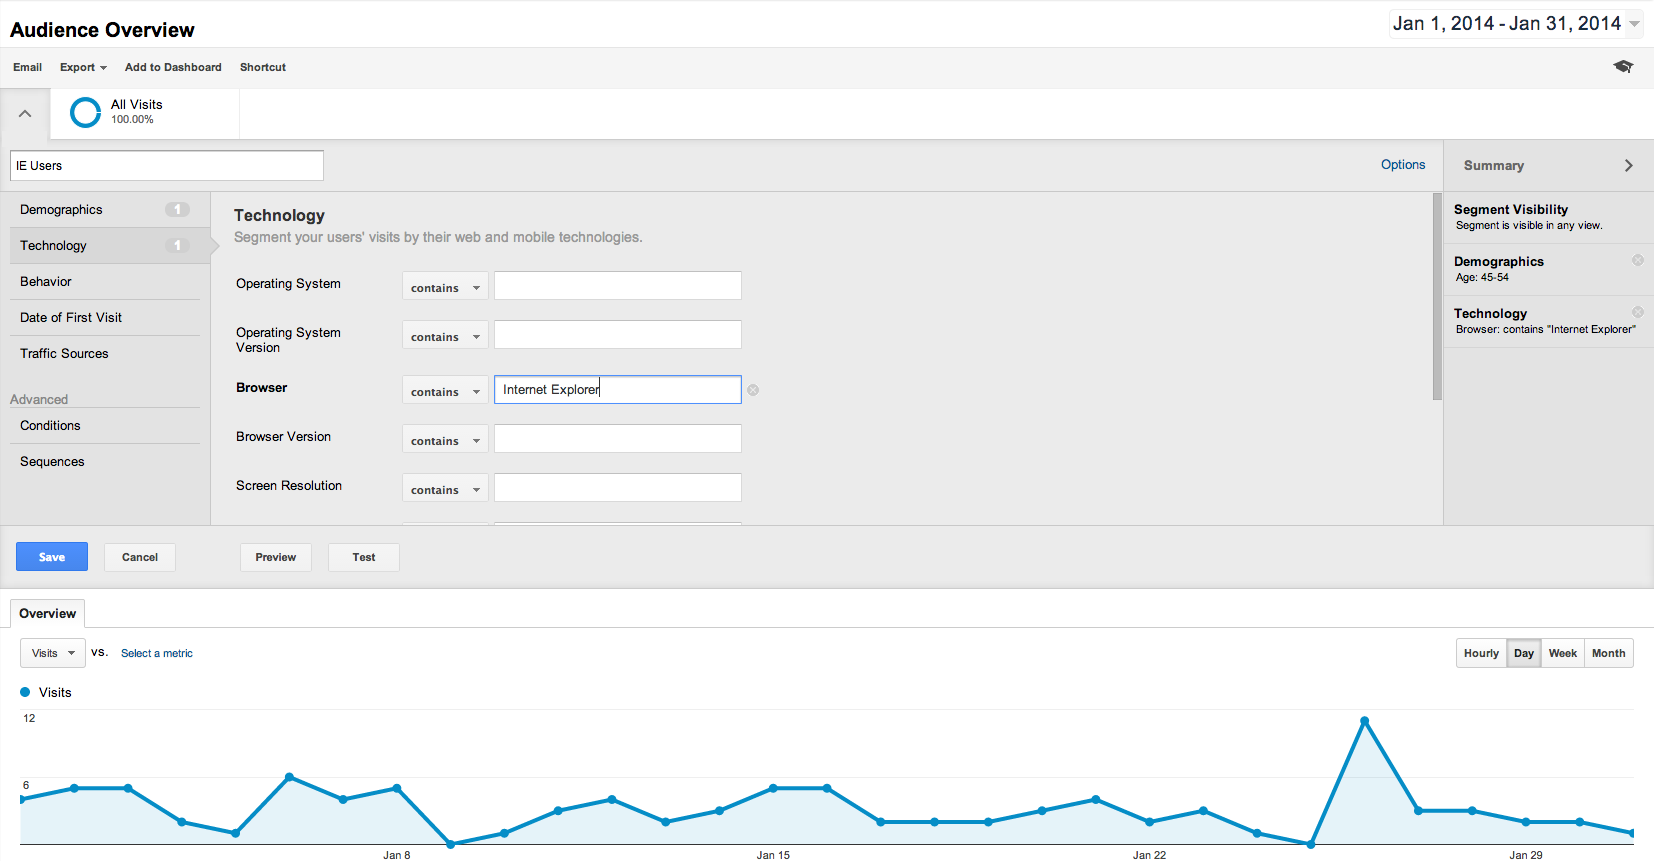 Audience Overview
Jan 1, 2014 - Jan 31, 2014
Email Export Add to Dashboard Shortcut
All Visits
100.00%
IE Users
Options
Summary
Demographics 1
Technology 1
Behavior
Date of First Visit
Traffic Sources
Advanced
Conditions
Sequences
Technology
Segment your users' visits by their web and mobile technologies.
Operating System contains
Operating System
Version
contains
Browser contains Internet Explorer
Browser Version contains
Screen Resolution contains
Segment Visibility
Segment is visible in any view.
Demographics
Age: 45-54
Technology
Browser: contains "Internet Explorer"
Save Cancel Preview Test
Overview
Visits vs. Select a metric
Hourly Day Week Month
Visits
12
6
Jan 8 Jan 15 Jan 22 Jan 29